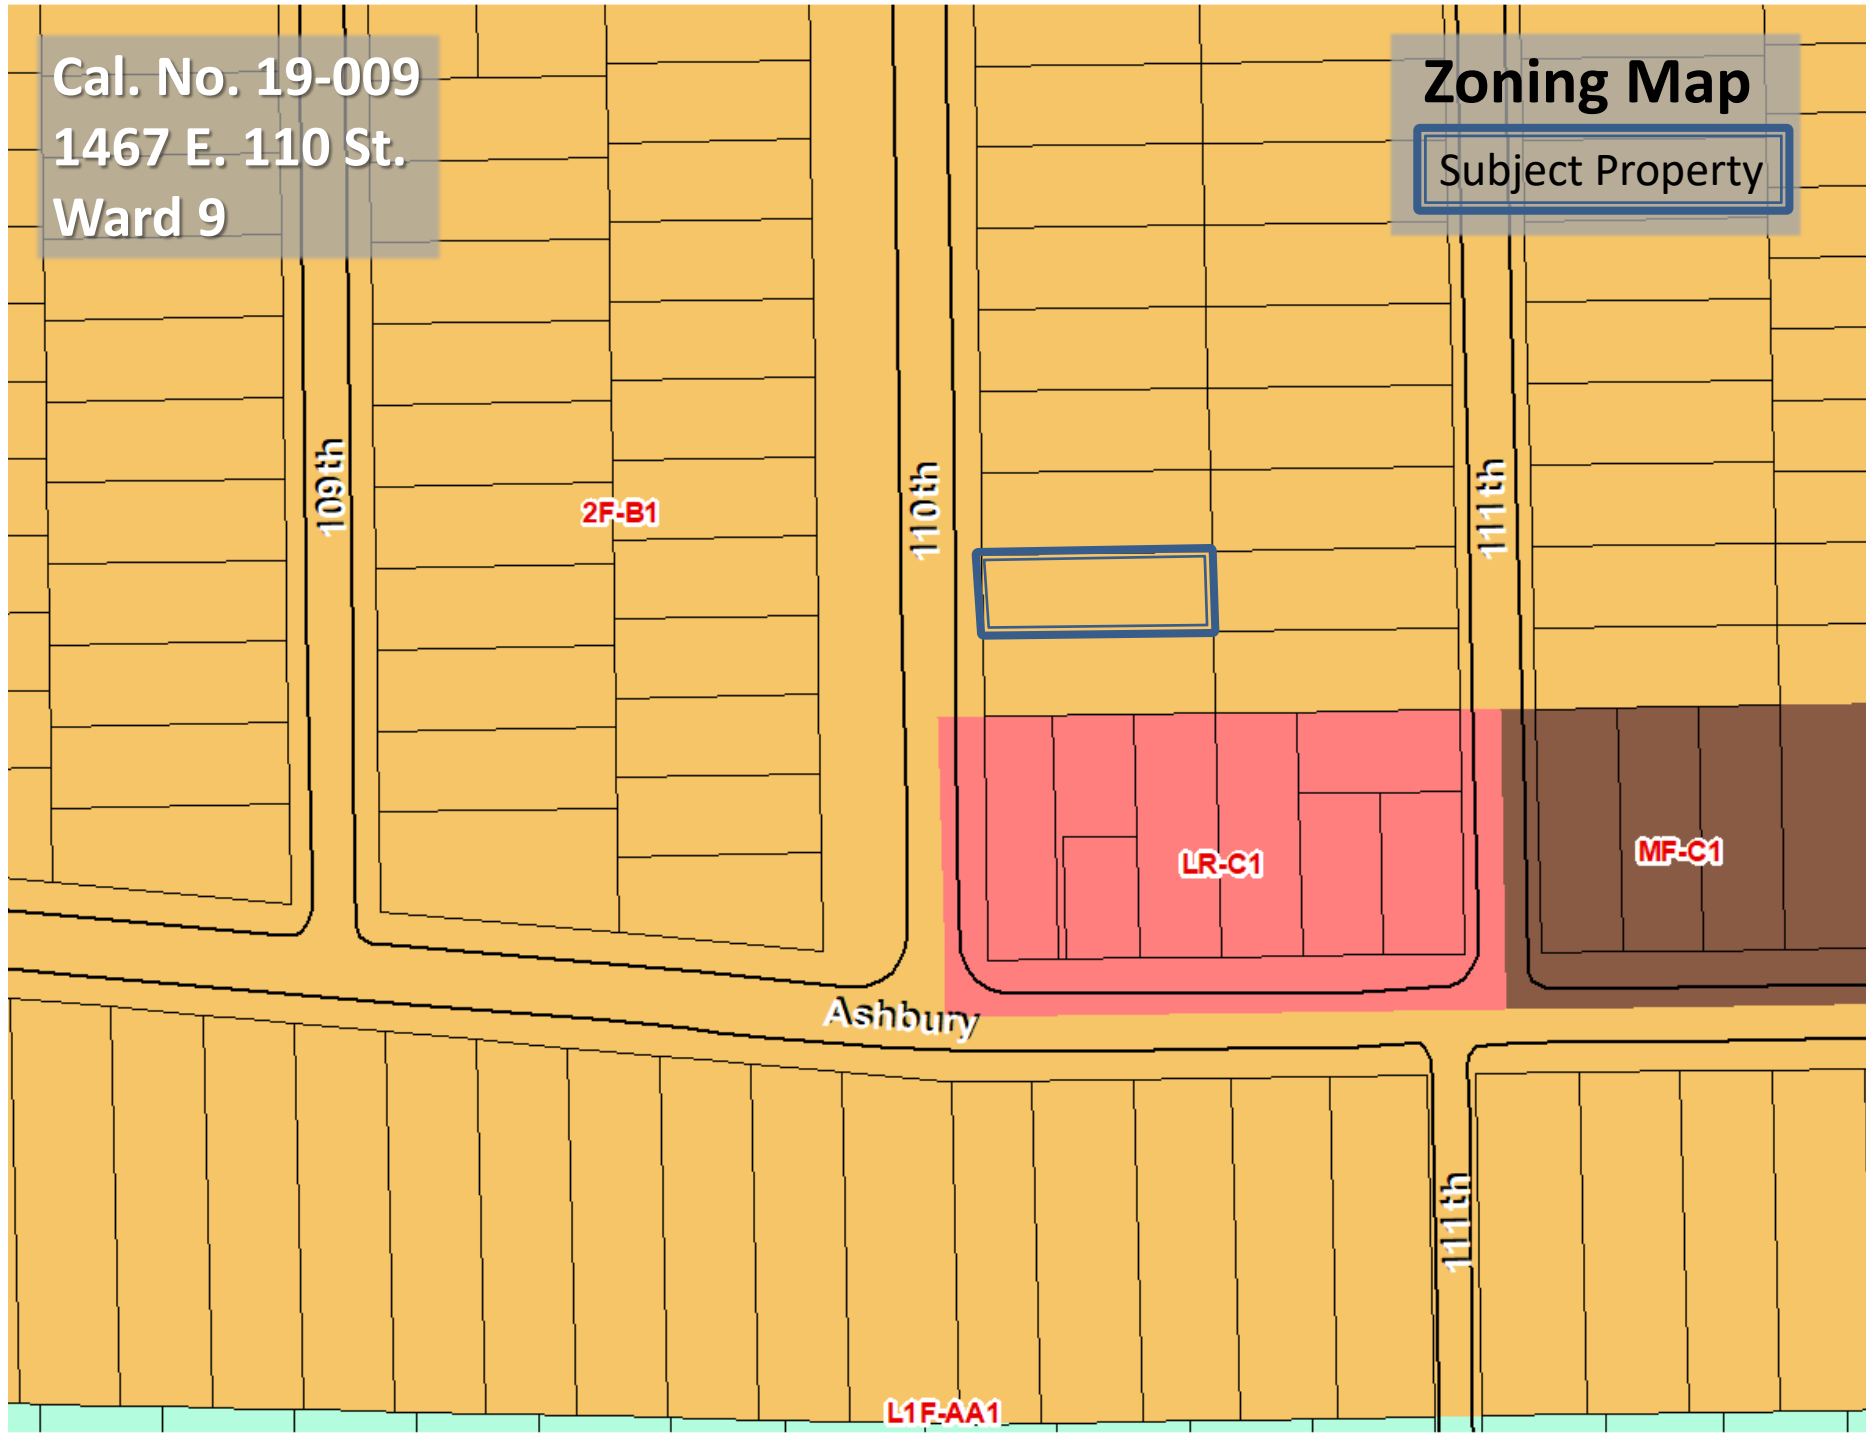 Cal. No. 19-009
1467 E. 110 St.
Ward 9
Zoning Map
Subject Property
109th
110th
111th
2F-B1
LR-C1
MF-C1
Ashbury
111th
L1F-AA1